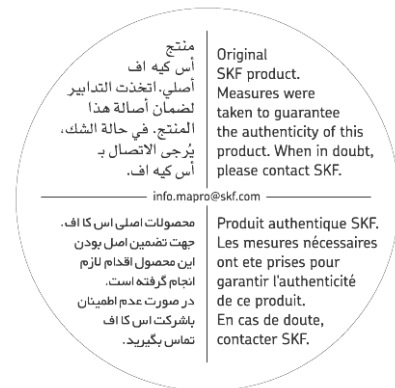 منتج
أس كيه اف
أصلي. اتخذت التدابير
لضمان أصالة هذا
المنتج. في حالة الشك،
يُرجى الاتصال بـ
أس كيه اف.
Original
SKF product.
Measures were
taken to guarantee
the authenticity of this
product. When in doubt,
please contact SKF.
info.mapro@skf.com
محصولات اصلی اس کا اف.
جهت تضمین اصل بودن
این محصول اقدام لازم
انجام گرفته است.
در صورت عدم اطمینان
باشرکت اس کا اف
تماس بگیرید.
Produit authentique SKF.
Les mesures nécessaires
ont ete prises pour
garantir l'authenticité
de ce produit.
En cas de doute,
contacter SKF.